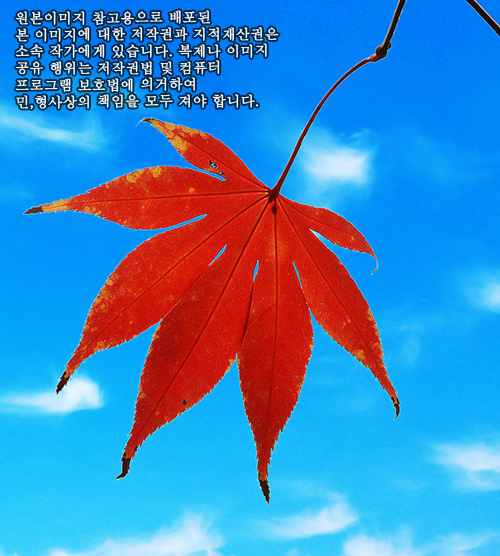 원본이미지 참고용으로 배포된
본 이미지에 대한 저작권과 지적재산권은
소속 작가에게 있습니다. 복제나 이미지
공유 행위는 저작권법 및 컴퓨터
프로그램 보호법에 의거하여
민,형사상의 책임을 모두 져야 합니다.